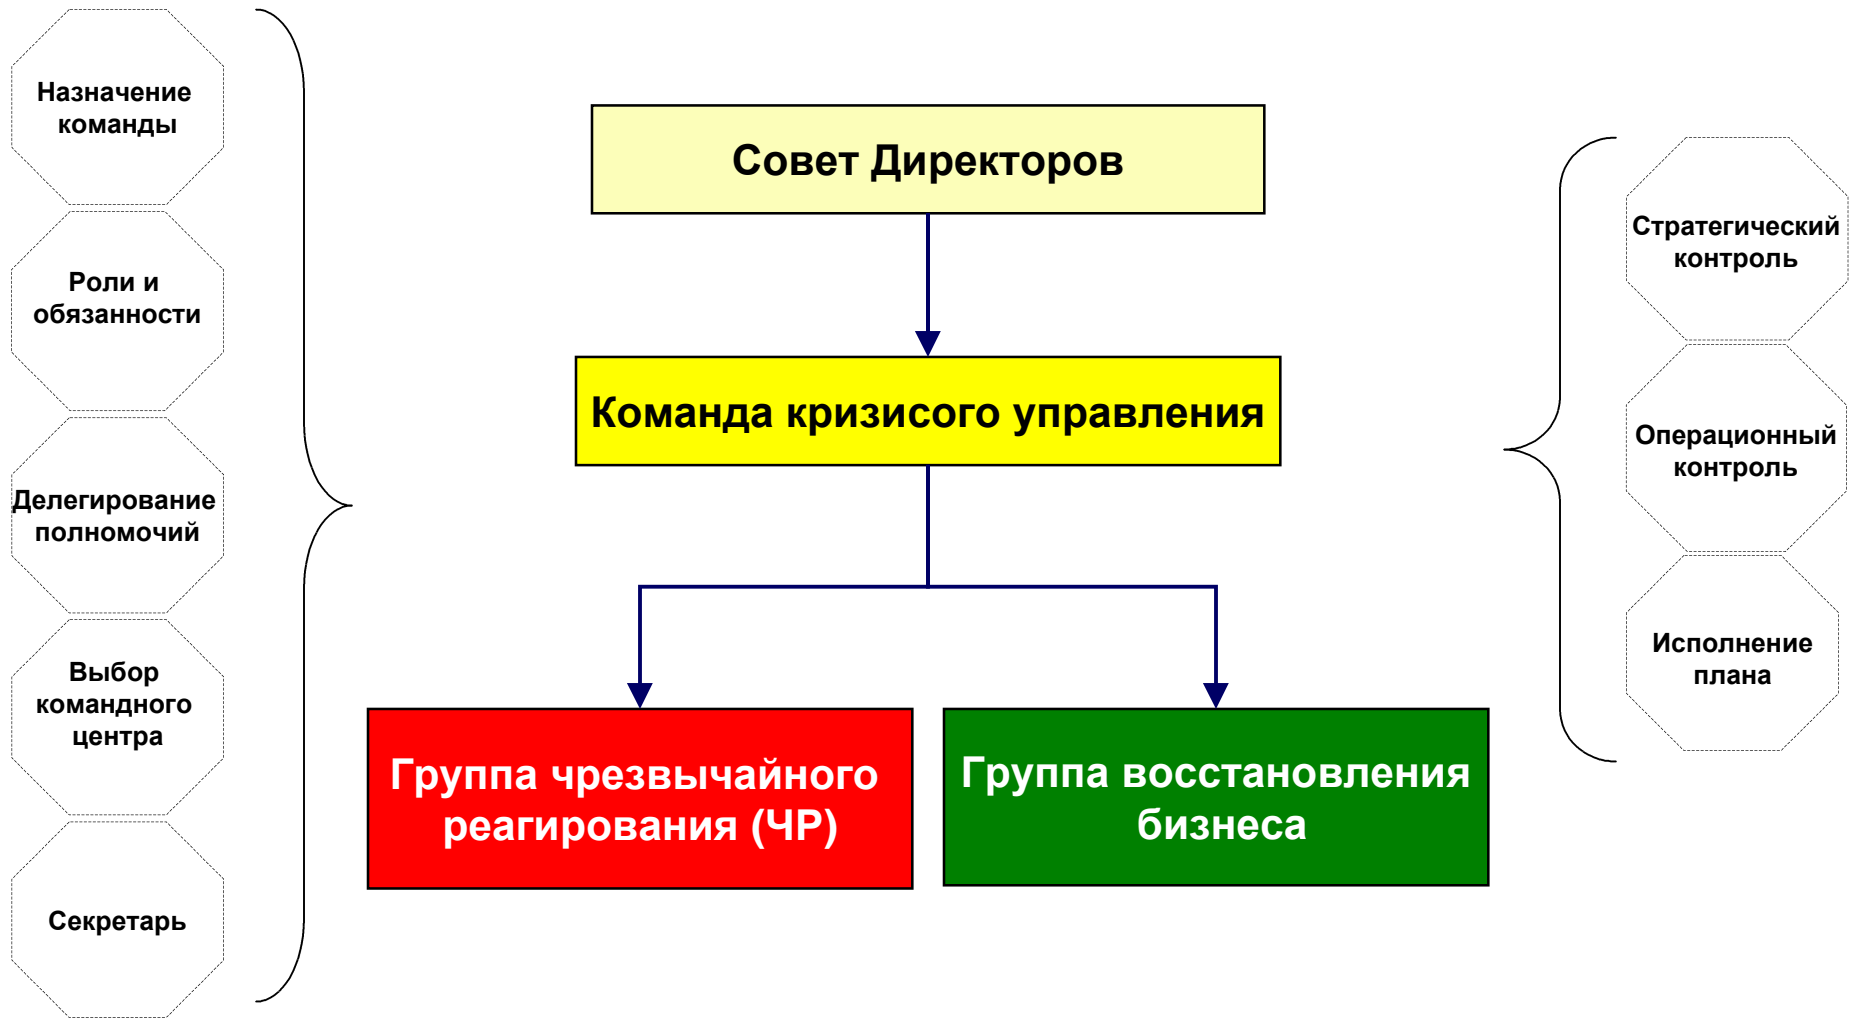 Назначение
команды
Роли и
обязанности
Делегирование
полномочий
Выбор
командного
центра
Секретарь
Совет Директоров
Команда кризисого управления
Группа чрезвычайного
реагирования (ЧР)
Группа восстановления
бизнеса
Стратегический
контроль
Операционный
контроль
Исполнение
плана